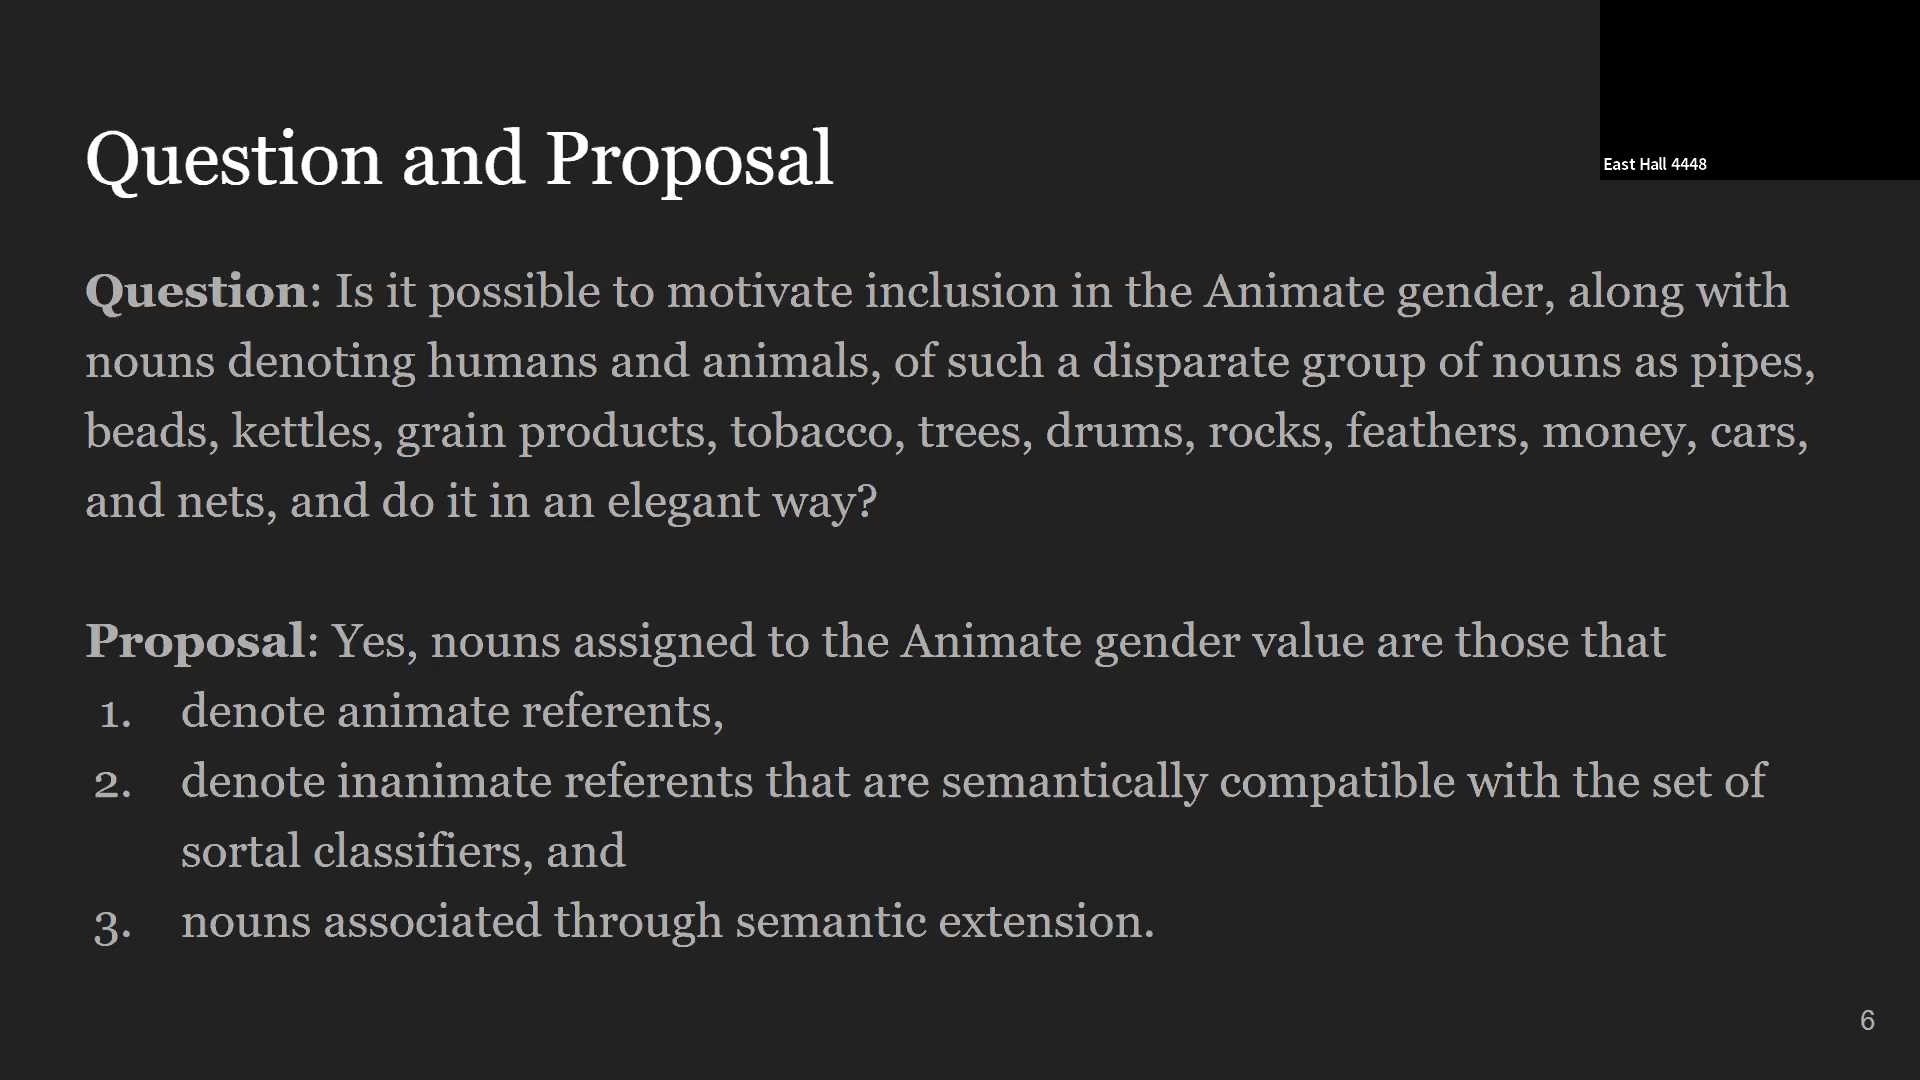 East Hall 4448
Question and Proposal
Question: Is it possible to motivate inclusion in the Animate gender, along with
nouns denoting humans and animals, of such a disparate group of nouns as pipes,
beads, kettles, grain products, tobacco, trees, drums, rocks, feathers, money, cars,
and nets, and do it in an elegant way?
Proposal: Yes, nouns assigned to the Animate gender value are those that
1. denote animate referents,
2. denote inanimate referents that are semantically compatible with the set of
sortal classifiers, and
3. nouns associated through semantic extension.
6